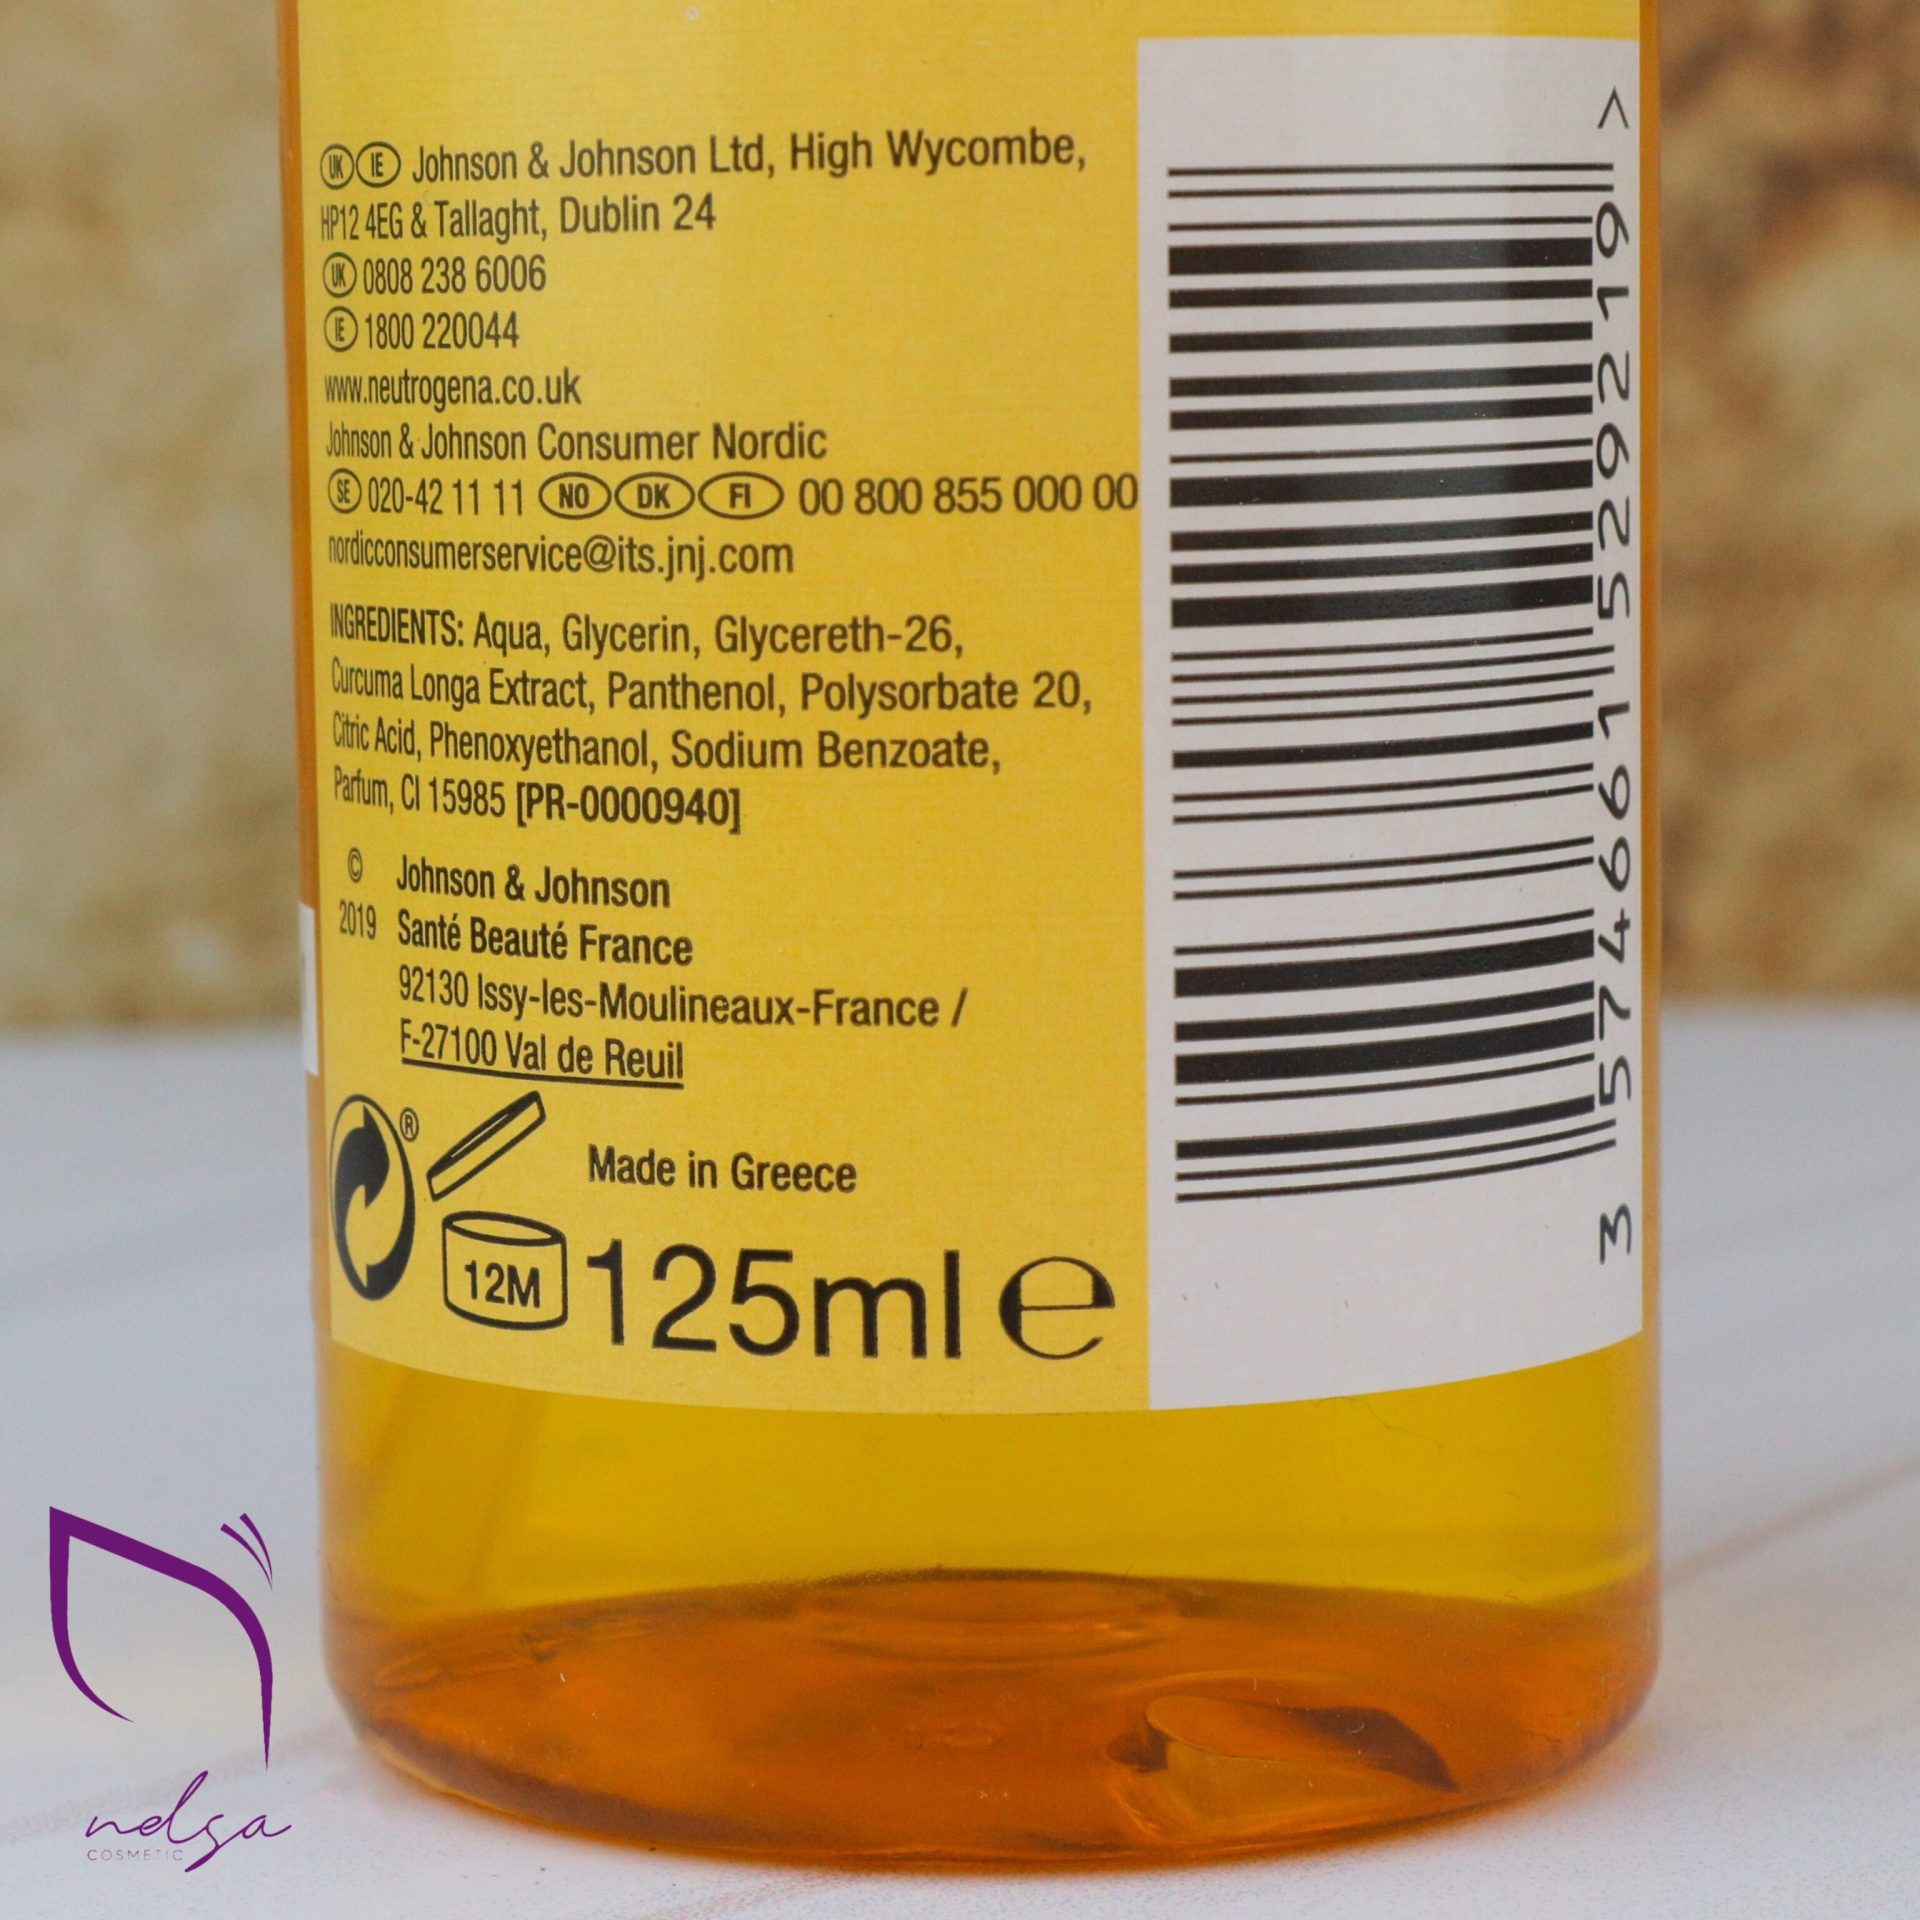 UK IE Johnson & Johnson Ltd, High Wycombe,
HP12 4EG & Tallaght, Dublin 24
UK 0808 238 6006
IE 1800 220044
www.neutrogena.co.uk
Johnson & Johnson Consumer Nordic
SE 020-42 11 11 NO DK FI 00 800 855 000 00
nordicconsumerservice@its.jnj.com
INGREDIENTS: Aqua, Glycerin, Glycereth-26,
Curcuma Longa Extract, Panthenol, Polysorbate 20,
Citric Acid, Phenoxyethanol, Sodium Benzoate,
Parfum, CI 15985 [PR-0000940]
© Johnson & Johnson
2019 Santé Beauté France
92130 Issy-les-Moulineaux-France /
F-27100 Val de Reuil
®
Made in Greece
12M 125ml e
3 574661 529219 >
nelsa
COSMETIC